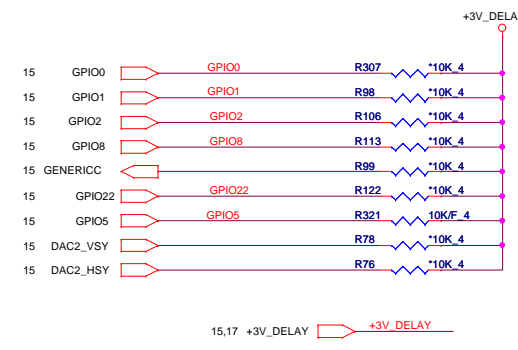 +3V_DELA
15 GPIO0 GPIO0 R307 *10K_4
15 GPIO1 GPIO1 R98 *10K_4
15 GPIO2 GPIO2 R106 *10K_4
15 GPIO8 GPIO8 R113 *10K_4
15 GENERICC R99 *10K_4
15 GPIO22 GPIO22 R122 *10K_4
15 GPIO5 GPIO5 R321 10K/F_4
15 DAC2_VSY R78 *10K_4
15 DAC2_HSY R76 *10K_4
15,17 +3V_DELAY +3V_DELAY